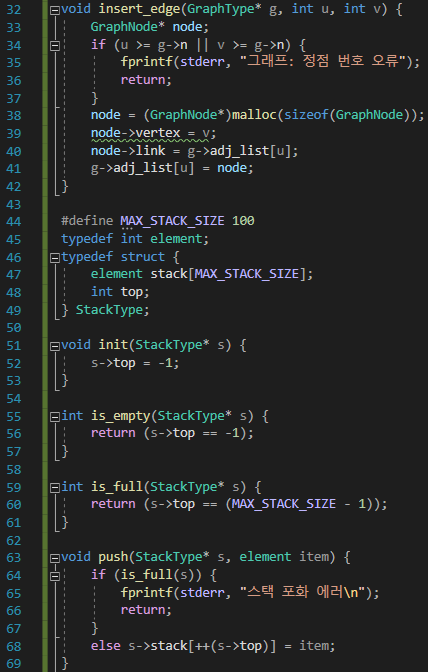 32 void insert_edge(GraphType* g, int u, int v) {
33     GraphNode* node;
34     if (u >= g->n || v >= g->n) {
35         fprintf(stderr, "그래프: 정점 번호 오류");
36         return;
37     }
38     node = (GraphNode*)malloc(sizeof(GraphNode));
39     node->vertex = v;
40     node->link = g->adj_list[u];
41     g->adj_list[u] = node;
42 }
43
44 #define MAX_STACK_SIZE 100
45 typedef int element;
46 typedef struct {
47     element stack[MAX_STACK_SIZE];
48     int top;
49 } StackType;
50
51 void init(StackType* s) {
52     s->top = -1;
53 }
54
55 int is_empty(StackType* s) {
56     return (s->top == -1);
57 }
58
59 int is_full(StackType* s) {
60     return (s->top == (MAX_STACK_SIZE - 1));
61 }
62
63 void push(StackType* s, element item) {
64     if (is_full(s)) {
65         fprintf(stderr, "스택 포화 에러\n");
66         return;
67     }
68     else s->stack[++(s->top)] = item;
69 }